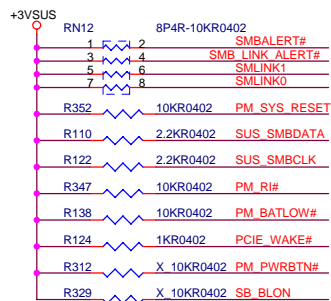 +3VSUS
RN12 8P4R-10KR0402
1 2 SMBALERT#
3 4 SMB_LINK_ALERT#
5 6 SMLINK1
7 8 SMLINK0
R352 10KR0402 PM_SYS_RESET
R110 2.2KR0402 SUS_SMBDATA
R122 2.2KR0402 SUS_SMBCLK
R347 10KR0402 PM_RI#
R138 10KR0402 PM_BATLOW#
R124 1KR0402 PCIE_WAKE#
R312 X_10KR0402 PM_PWRBTN#
R329 X_10KR0402 SB_BLON